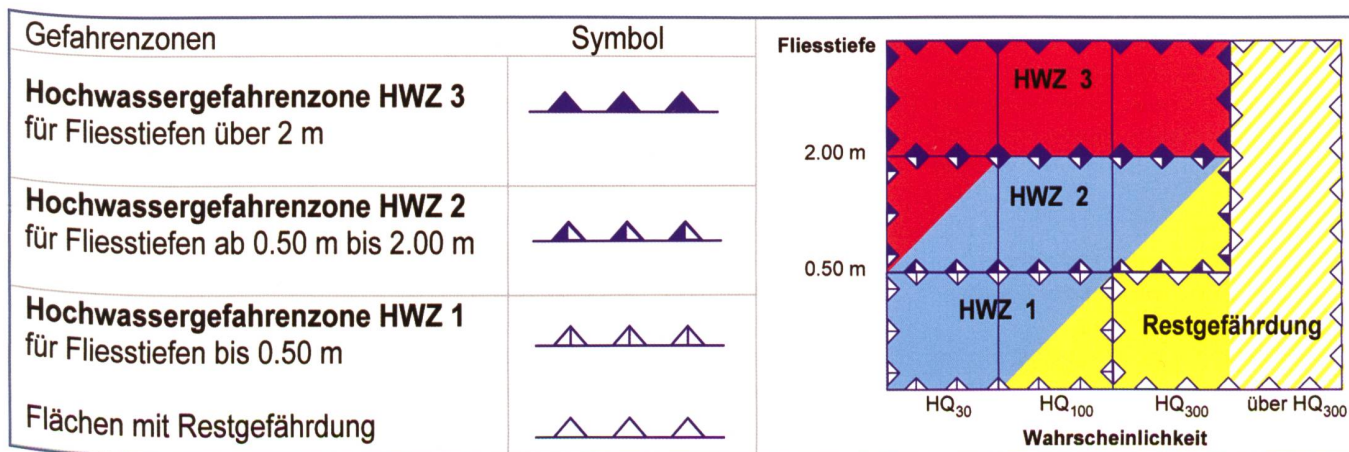 Gefahrenzonen
Symbol
Hochwassergefahrenzone HWZ 3
für Fliesstiefen über 2 m
Hochwassergefahrenzone HWZ 2
für Fliesstiefen ab 0.50 m bis 2.00 m
Hochwassergefahrenzone HWZ 1
für Fliesstiefen bis 0.50 m
Flächen mit Restgefährdung
Fliesstiefe
HWZ 3
2.00 m
HWZ 2
0.50 m
HWZ 1
Restgefährdung
HQ30 HQ100 HQ300 über HQ300
Wahrscheinlichkeit